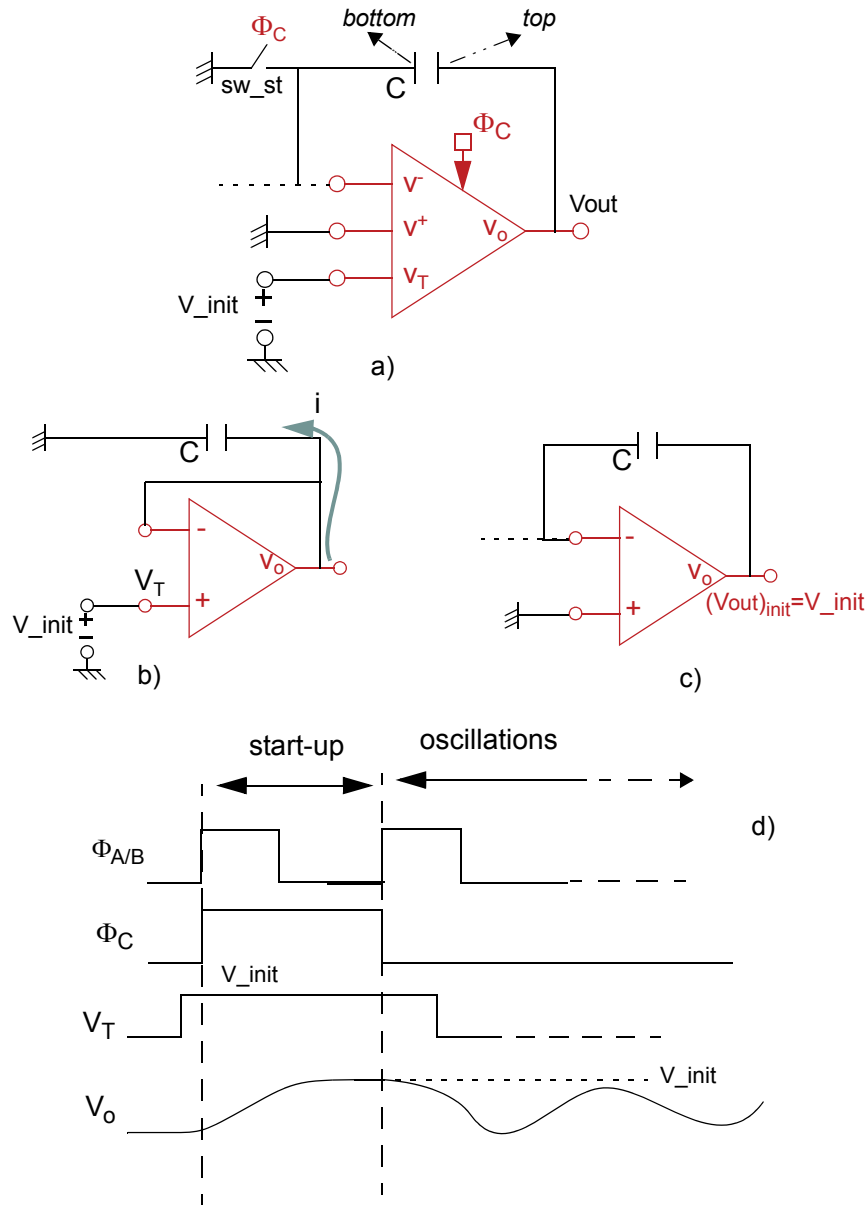 bottom
top
Φ_C
sw_st
C
Φ_C
v⁻
v⁺
v_o
Vout
v_T
V_init
+
–
a)
i
C
-
v_o
V_T
+
V_init
+
–
b)
C
-
v_o
+
(Vout)_init=V_init
c)
start-up
oscillations
d)
Φ_A/B
Φ_C
V_init
V_T
V_init
V_o